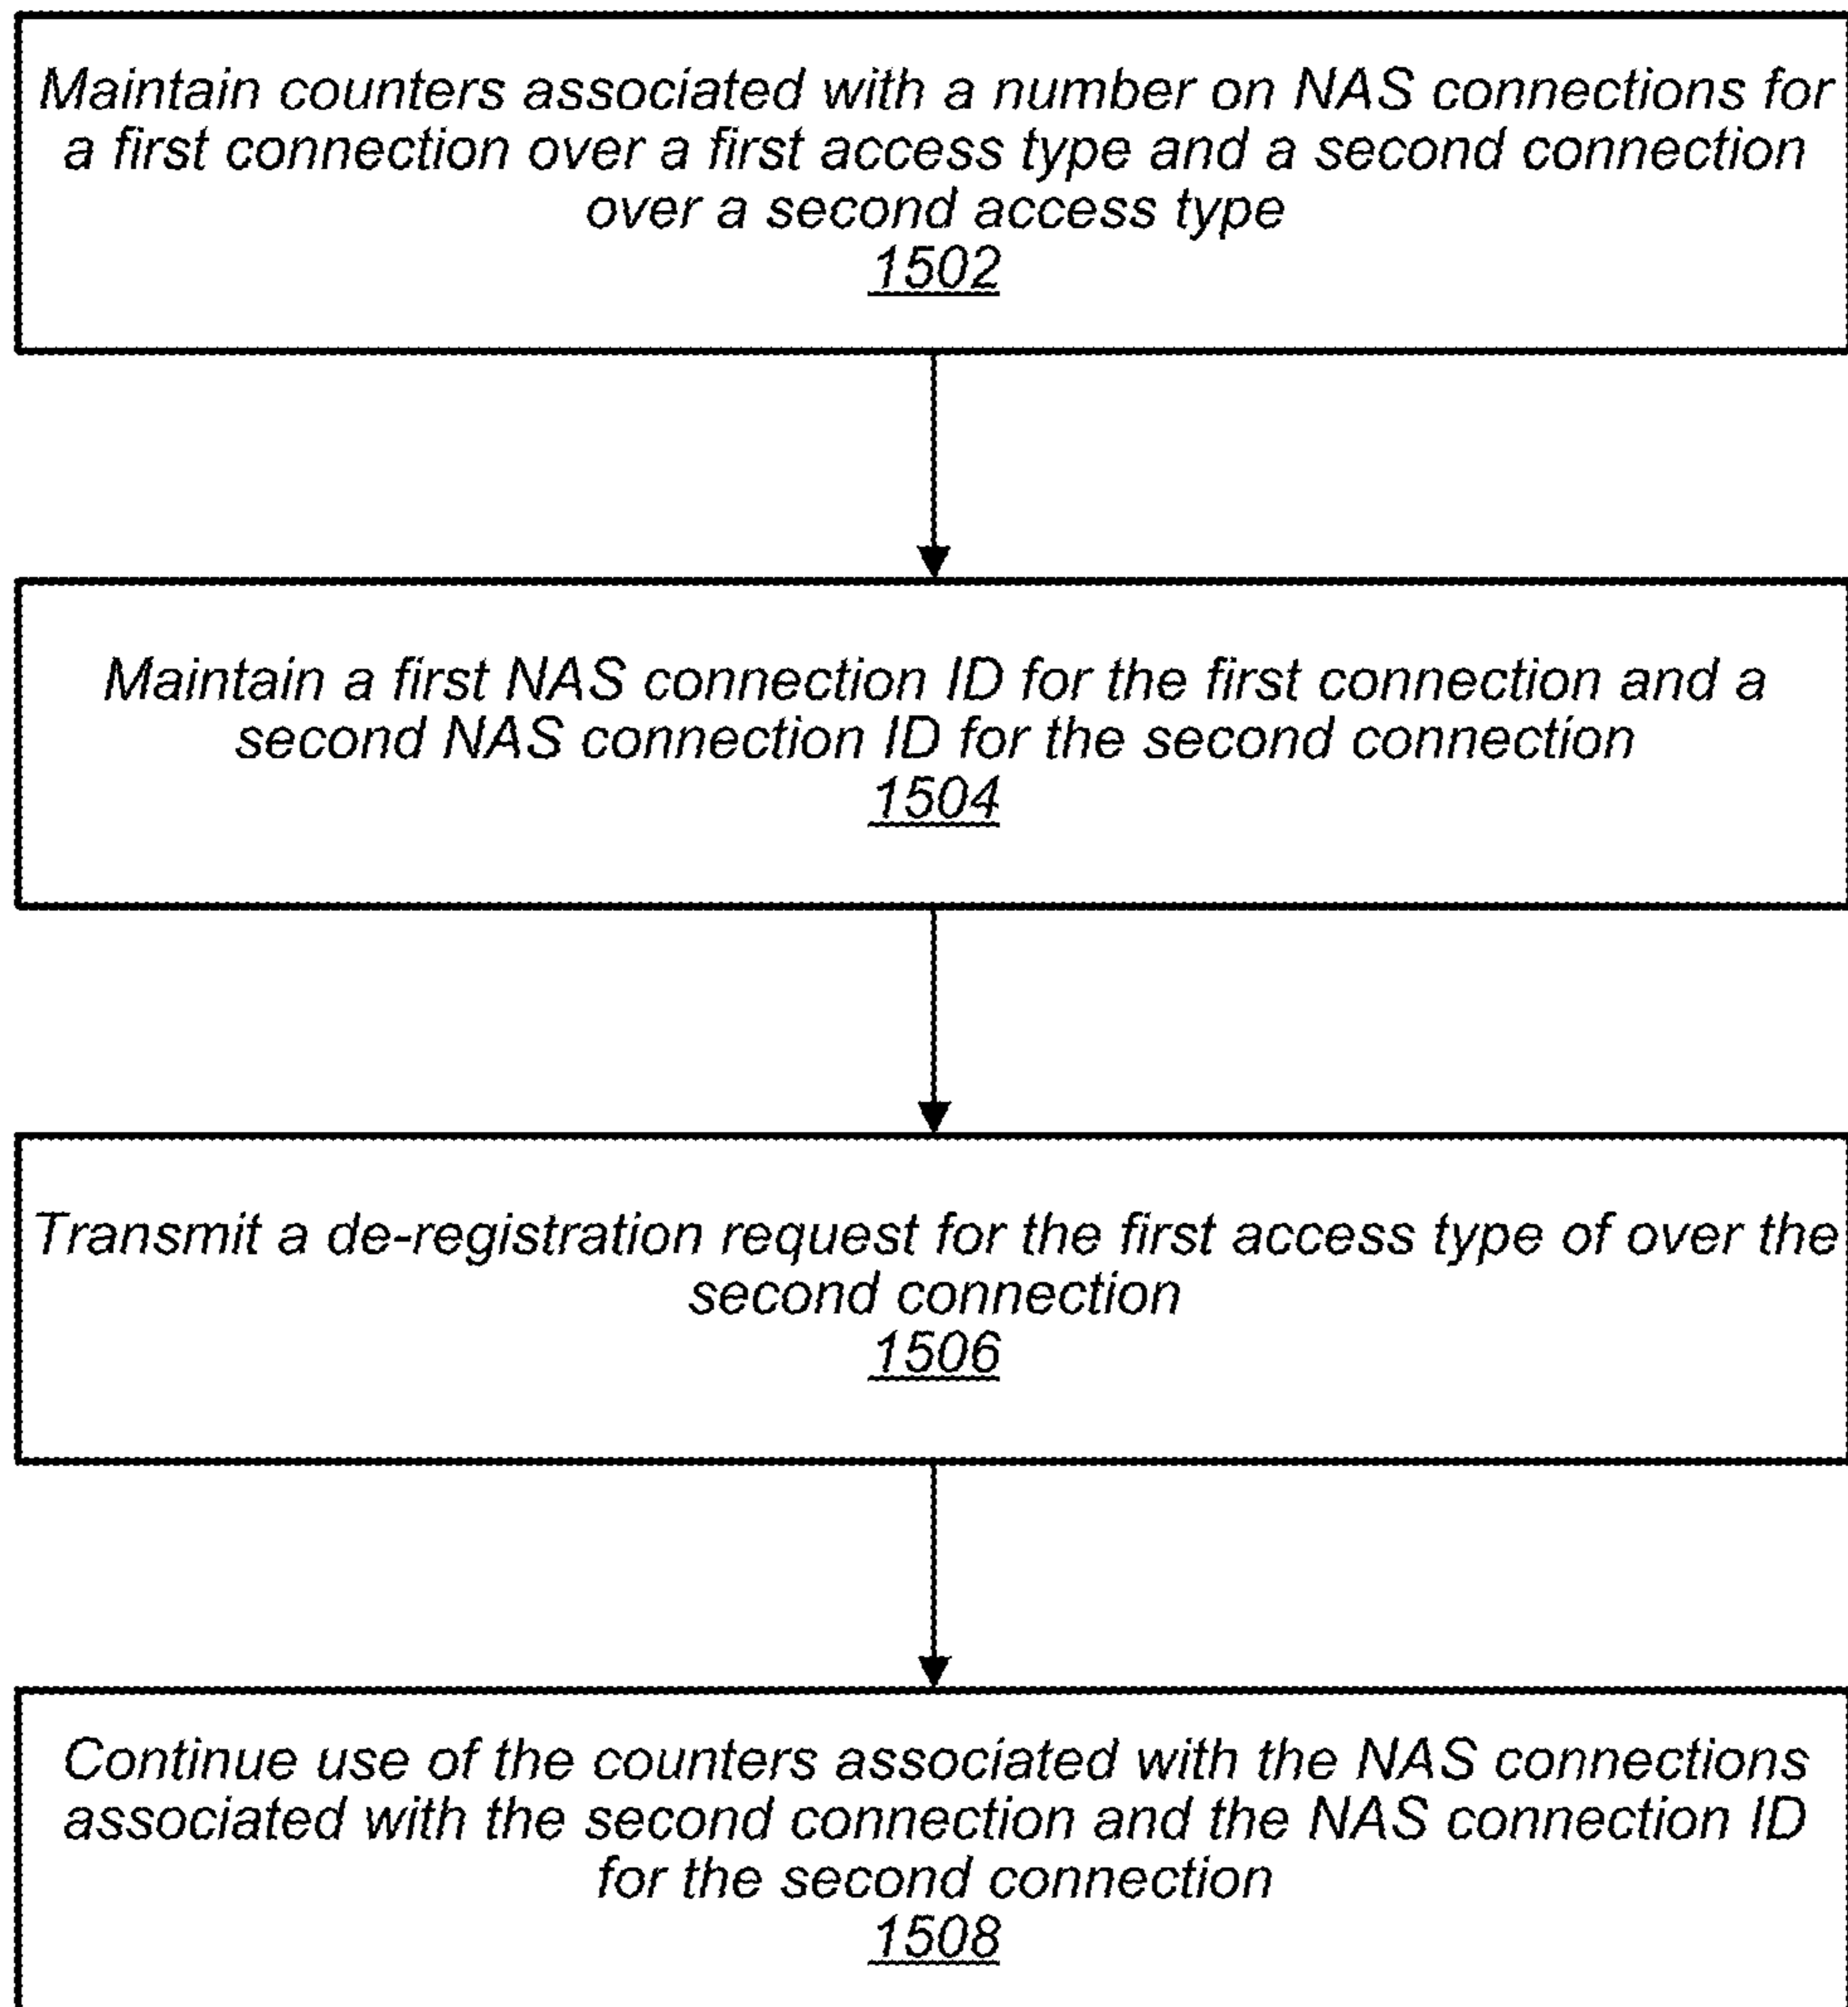 Maintain counters associated with a number on NAS connections for
a first connection over a first access type and a second connection
over a second access type
1502
Maintain a first NAS connection ID for the first connection and a
second NAS connection ID for the second connection
1504
Transmit a de-registration request for the first access type of over the
second connection
1506
Continue use of the counters associated with the NAS connections
associated with the second connection and the NAS connection ID
for the second connection
1508